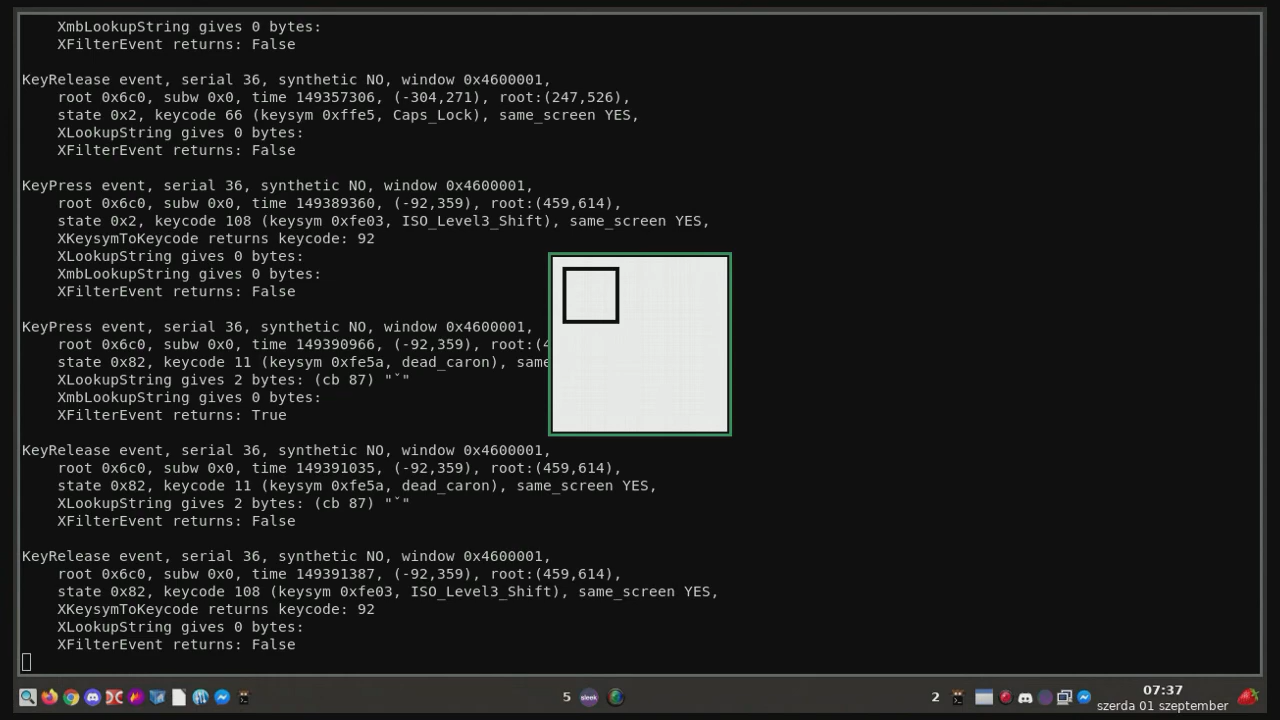 XmbLookupString gives 0 bytes:
XFilterEvent returns: False
KeyRelease event, serial 36, synthetic NO, window 0x4600001,
root 0x6c0, subw 0x0, time 149357306, (-304,271), root:(247,526),
state 0x2, keycode 66 (keysym 0xffe5, Caps_Lock), same_screen YES,
XLookupString gives 0 bytes:
XFilterEvent returns: False
KeyPress event, serial 36, synthetic NO, window 0x4600001,
root 0x6c0, subw 0x0, time 149389360, (-92,359), root:(459,614),
state 0x2, keycode 108 (keysym 0xfe03, ISO_Level3_Shift), same_screen YES,
XKeysymToKeycode returns keycode: 92
XLookupString gives 0 bytes:
XmbLookupString gives 0 bytes:
XFilterEvent returns: False
KeyPress event, serial 36, synthetic NO, window 0x4600001,
root 0x6c0, subw 0x0, time 149390966, (-92,359), root:(
state 0x82, keycode 11 (keysym 0xfe5a, dead_caron), same
XLookupString gives 2 bytes: (cb 87) "ˇ"
XmbLookupString gives 0 bytes:
XFilterEvent returns: True
KeyRelease event, serial 36, synthetic NO, window 0x4600001,
root 0x6c0, subw 0x0, time 149391035, (-92,359), root:(459,614),
state 0x82, keycode 11 (keysym 0xfe5a, dead_caron), same_screen YES,
XLookupString gives 2 bytes: (cb 87) "ˇ"
XFilterEvent returns: False
KeyRelease event, serial 36, synthetic NO, window 0x4600001,
root 0x6c0, subw 0x0, time 149391387, (-92,359), root:(459,614),
state 0x82, keycode 108 (keysym 0xfe03, ISO_Level3_Shift), same_screen YES,
XKeysymToKeycode returns keycode: 92
XLookupString gives 0 bytes:
XFilterEvent returns: False
5 sleek 2 07:37
szerda 01 szeptember